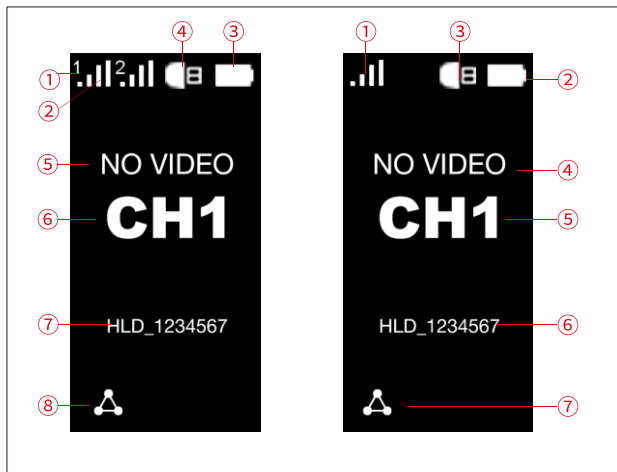 ④ ③
① 1 2
②
⑤ NO VIDEO
⑥ CH1
⑦ HLD_1234567
⑧
① ③
②
NO VIDEO ④
CH1 ⑤
HLD_1234567 ⑥
⑦